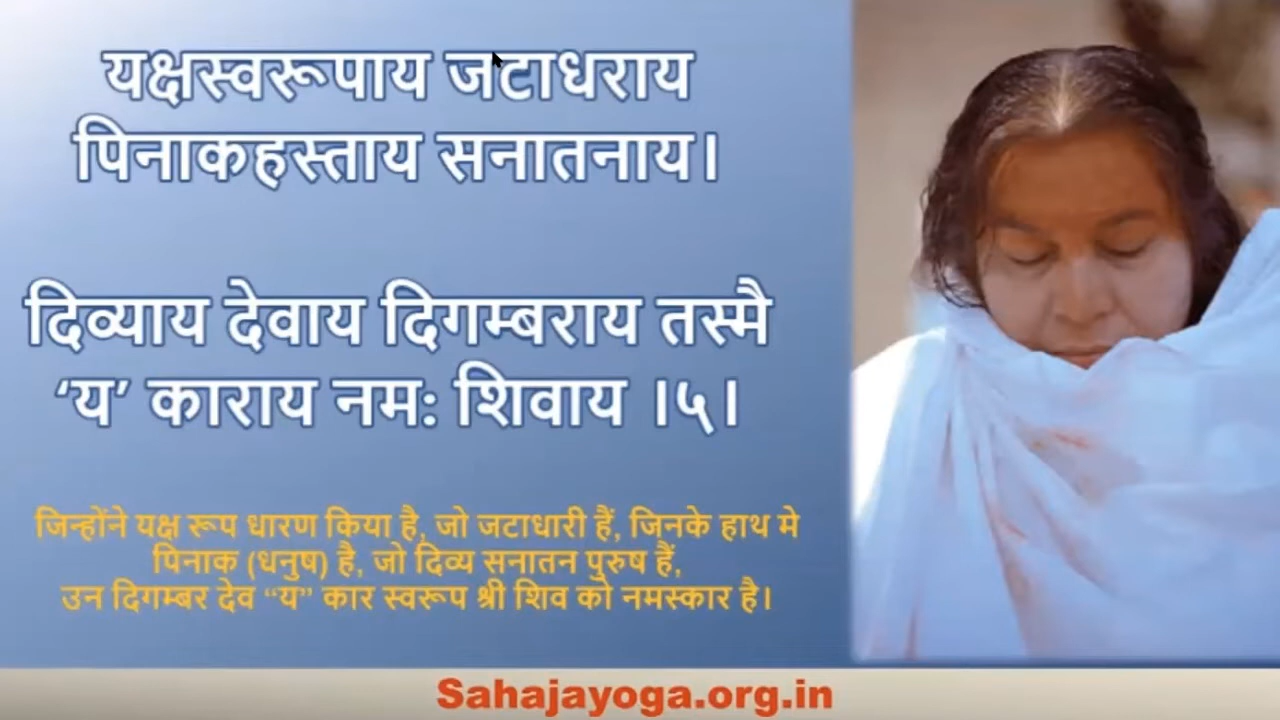 यक्षस्वरूपाय जटाधराय
पिनाकहस्ताय सनातनाय।
दिव्याय देवाय दिगम्बराय तस्मै
‘य’ काराय नमः शिवाय ।५।
जिन्होंने यक्ष रूप धारण किया है, जो जटाधारी हैं, जिनके हाथ मे
पिनाक (धनुष) है, जो दिव्य सनातन पुरुष हैं,
उन दिगम्बर देव “य” कार स्वरूप श्री शिव को नमस्कार है।
Sahajayoga.org.in